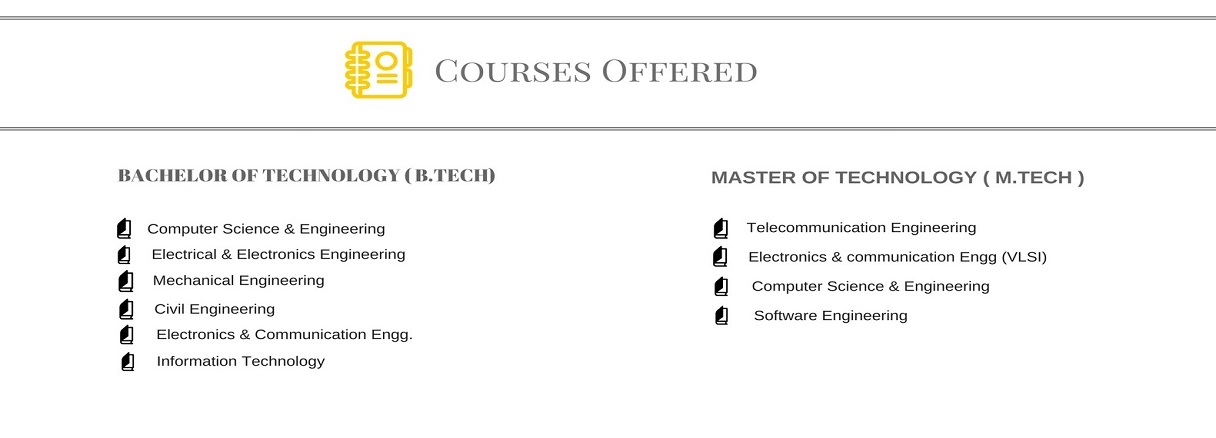 Courses Offered
BACHELOR OF TECHNOLOGY ( B.TECH)
Computer Science & Engineering
Electrical & Electronics Engineering
Mechanical Engineering
Civil Engineering
Electronics & Communication Engg.
Information Technology
MASTER OF TECHNOLOGY ( M.TECH )
Telecommunication Engineering
Electronics & communication Engg (VLSI)
Computer Science & Engineering
Software Engineering